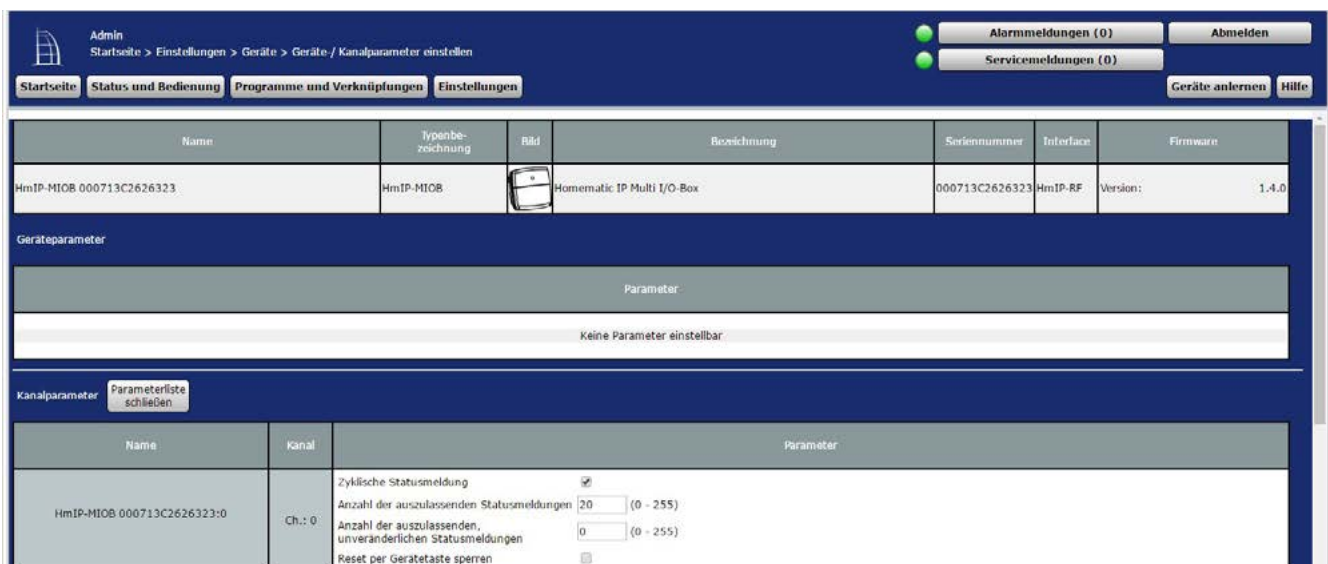 Admin
Startseite > Einstellungen > Geräte > Geräte-/ Kanalparameter einstellen
Alarmmeldungen (0)
Abmelden
Servicemeldungen (0)
Startseite
Status und Bedienung
Programme und Verknüpfungen
Einstellungen
Geräte anlernen
Hilfe
Name
Typenbe-
zeichnung
Bild
Bezeichnung
Seriennummer
Interface
Firmware
HmIP-MIOB 000713C2626323
HmIP-MIOB
Homematic IP Multi I/O-Box
000713C2626323
HmIP-RF
Version:
1.4.0
Geräteparameter
Parameter
Keine Parameter einstellbar
Kanalparameter
Parameterliste
schließen
Name
Kanal
Parameter
HmIP-MIOB 000713C2626323:0
Ch.: 0
Zyklische Statusmeldung
Anzahl der auszulassenden Statusmeldungen 20 (0 - 255)
Anzahl der auszulassenden,
unveränderlichen Statusmeldungen 0 (0 - 255)
Reset per Gerätetaste sperren